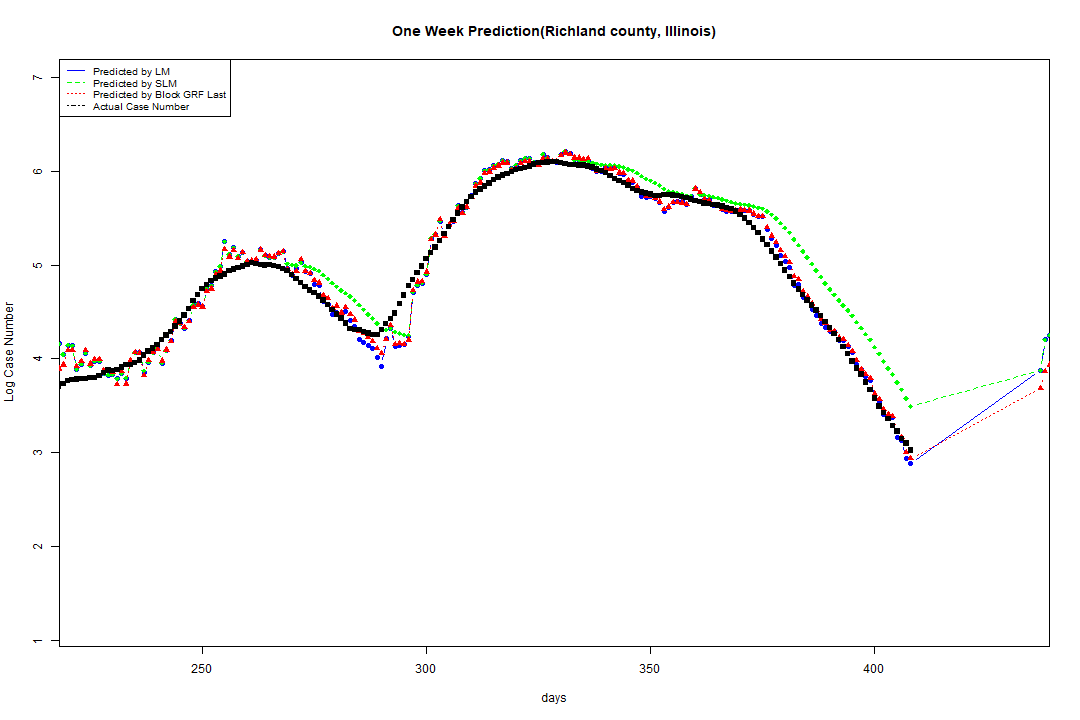 One Week Prediction(Richland county, Illinois)
Predicted by LM
Predicted by SLM
Predicted by Block GRF Last
Actual Case Number
Log Case Number
7
6
5
4
3
2
1
250
300
350
400
days